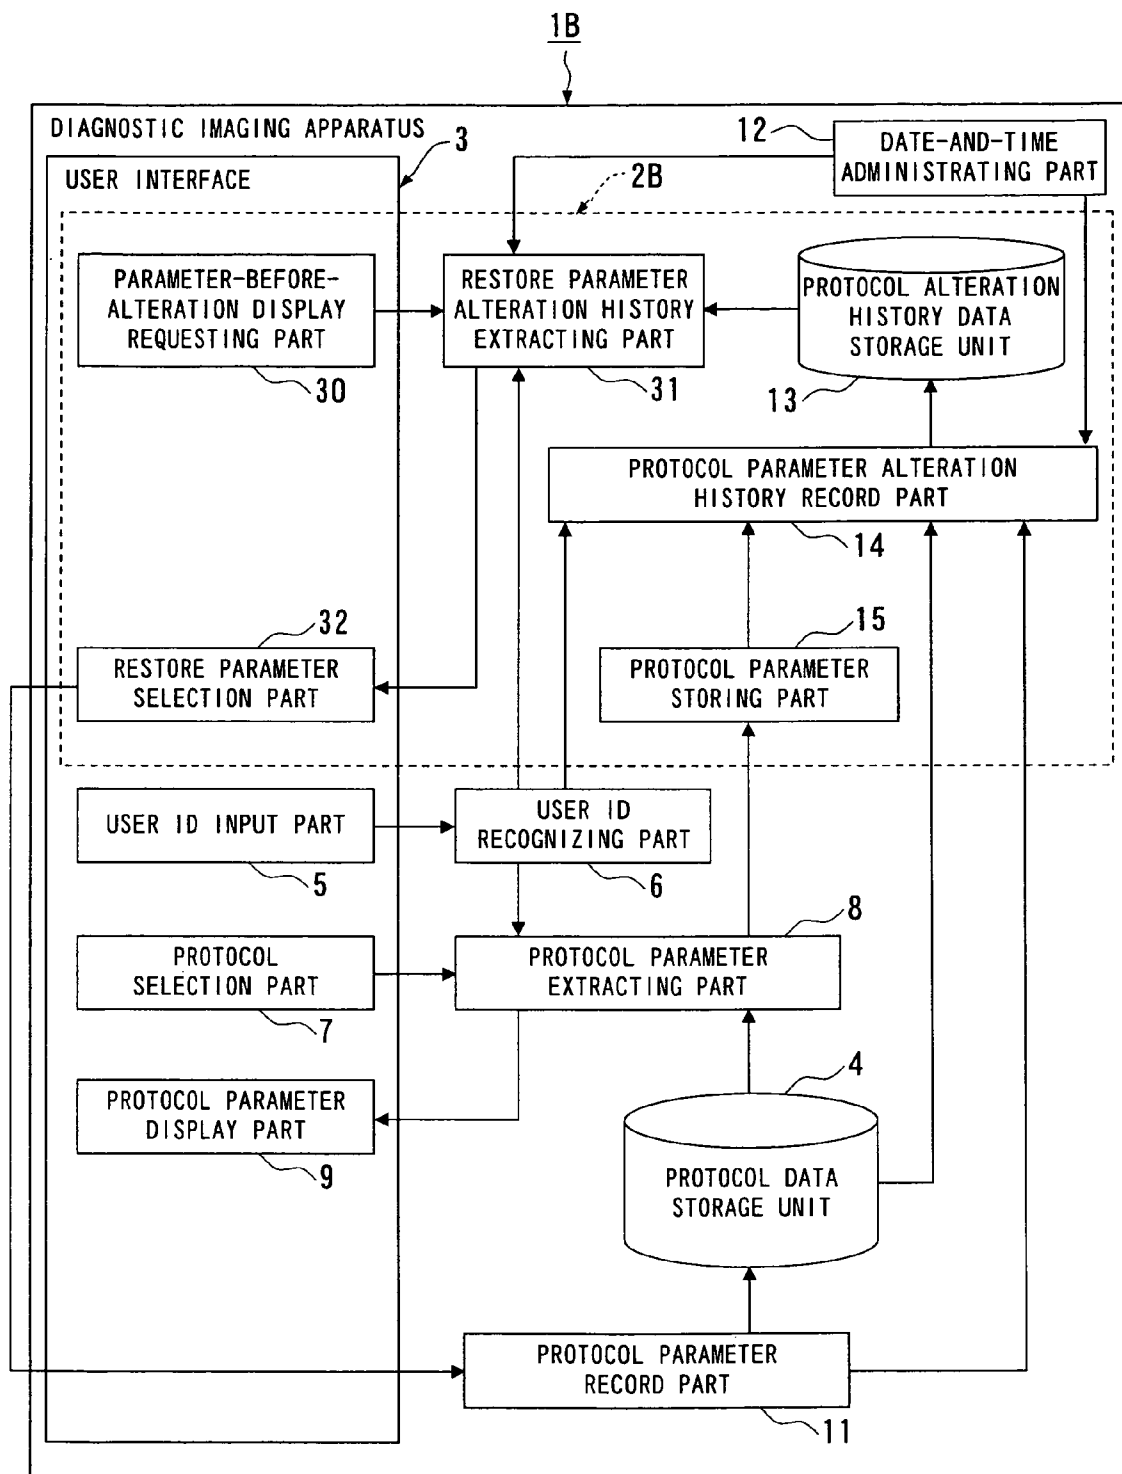 1B
DIAGNOSTIC IMAGING APPARATUS
3
12
DATE-AND-TIME
ADMINISTRATING PART
USER INTERFACE
2B
PARAMETER-BEFORE-
ALTERATION DISPLAY
REQUESTING PART
30
RESTORE PARAMETER
ALTERATION HISTORY
EXTRACTING PART
31
PROTOCOL ALTERATION
HISTORY DATA
STORAGE UNIT
13
PROTOCOL PARAMETER ALTERATION
HISTORY RECORD PART
14
32
RESTORE PARAMETER
SELECTION PART
15
PROTOCOL PARAMETER
STORING PART
USER ID INPUT PART
5
USER ID
RECOGNIZING PART
6
PROTOCOL
SELECTION PART
7
8
PROTOCOL PARAMETER
EXTRACTING PART
PROTOCOL PARAMETER
DISPLAY PART
9
4
PROTOCOL DATA
STORAGE UNIT
PROTOCOL PARAMETER
RECORD PART
11